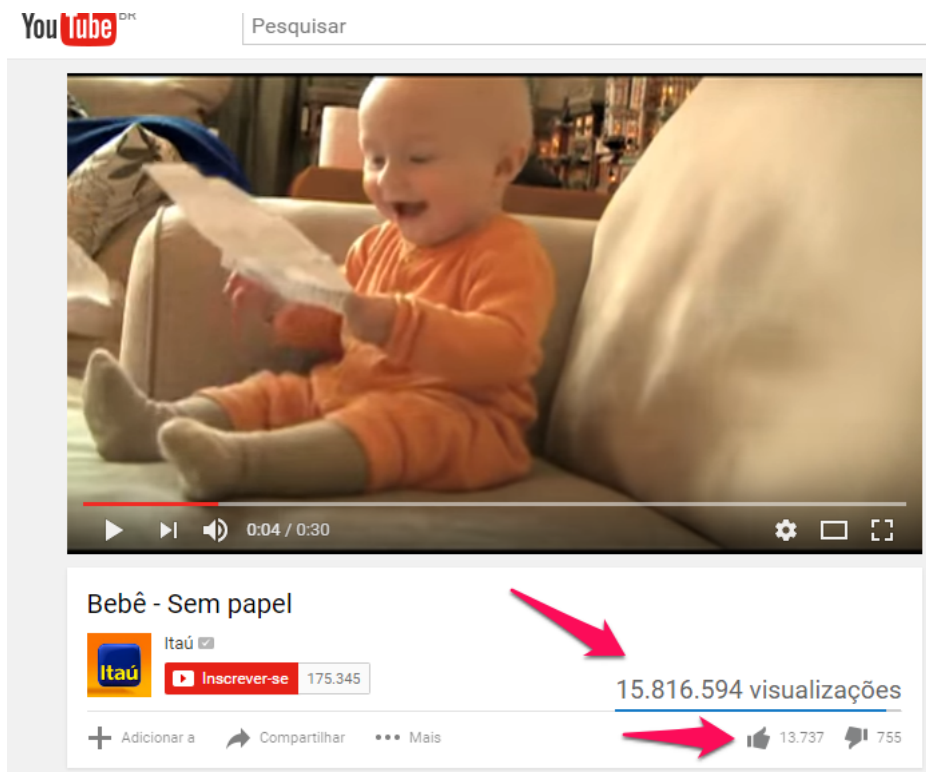 YouTube BR
Pesquisar
0:04 / 0:30
Bebê - Sem papel
Itaú
Itaú
Inscrever-se 175.345
15.816.594 visualizações
Adicionar a Compartilhar Mais 13.737 755